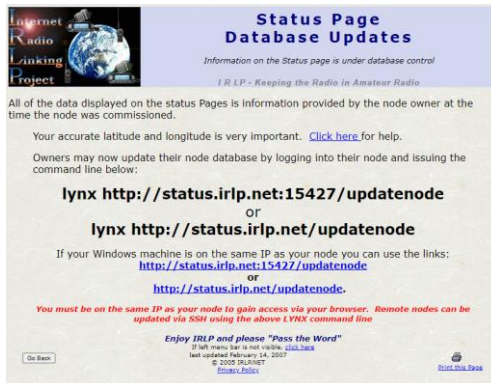 Internet
Radio
Linking
Project
Status Page
Database Updates
Information on the Status page is under database control
I R L P - Keeping the Radio in Amateur Radio
All of the data displayed on the status Pages is information provided by the node owner at the
time the node was commissioned.
Your accurate latitude and longitude is very important. Click here for help.
Owners may now update their node database by logging into their node and issuing the
command line below:
lynx http://status.irlp.net:15427/updatenode
or
lynx http://status.irlp.net/updatenode
If your Windows machine is on the same IP as your node you can use the links:
http://status.irlp.net:15427/updatenode
or
http://status.irlp.net/updatenode.
You must be on the same IP as your node to gain access via your browser. Remote nodes can be
updated via SSH using the above LYNX command line
Enjoy IRLP and please "Pass the Word"
If left menu bar is not visible, click here
last updated February 14, 2007
© 2005 IRLP.NET
Privacy Policy
Go Back
Print this Page